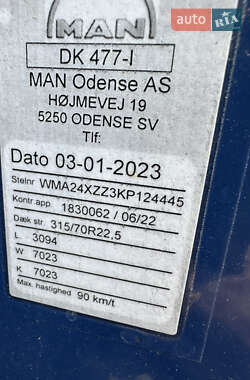 AUTO
RIA
MAN
DK 477-I
MAN Odense AS
HØJMEVEJ 19
5250 ODENSE SV
Tlf:
Dato 03-01-2023
Stelnr WMA24XZZ3KP124445
Kontr.app 1830062 / 06/22
Dæk str. 315/70R22.5
L 3094
W 7023
K 7023
Max. hastighed 90 km/t